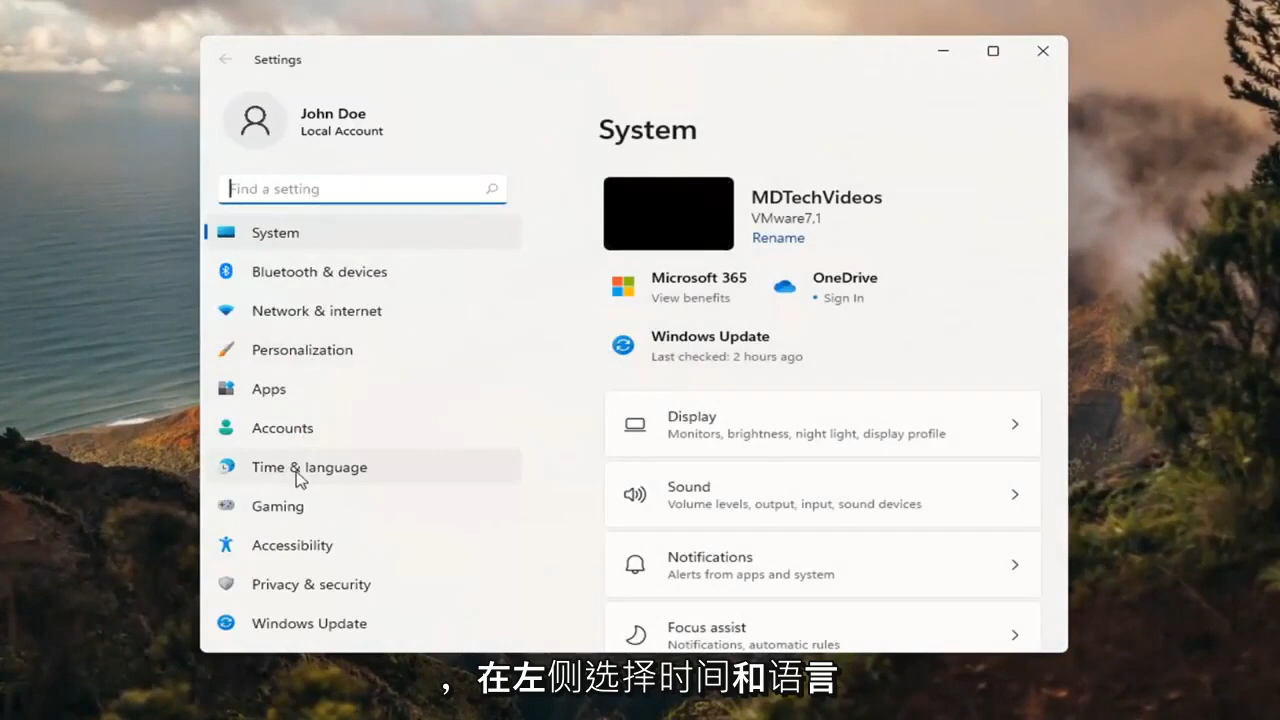 Settings
John Doe
Local Account
Find a setting
System
Bluetooth & devices
Network & internet
Personalization
Apps
Accounts
Time & language
Gaming
Accessibility
Privacy & security
Windows Update
System
MDTechVideos
VMware7,1
Rename
Microsoft 365
View benefits
OneDrive
• Sign In
Windows Update
Last checked: 2 hours ago
Display
Monitors, brightness, night light, display profile
Sound
Volume levels, output, input, sound devices
Notifications
Alerts from apps and system
Focus assist
Notifications, automatic rules
，在左侧选择时间和语言